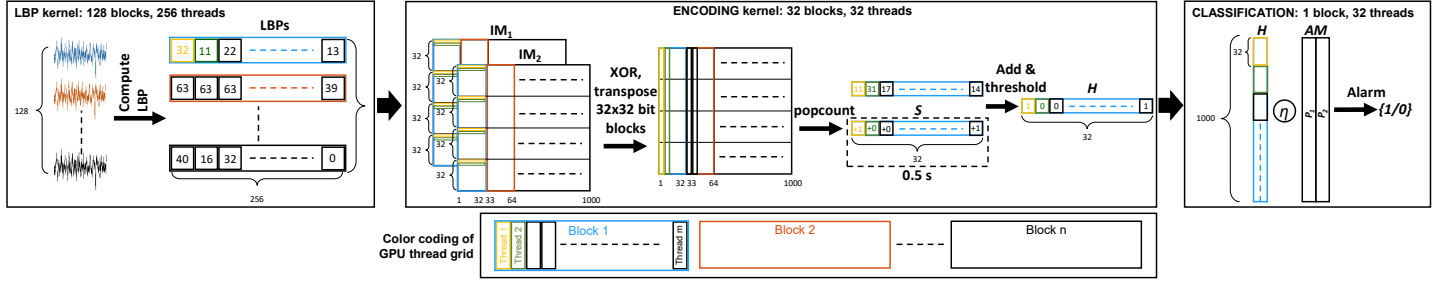 LBP kernel: 128 blocks, 256 threads
LBPs
128
Compute
LBP
32 11 22 13
63 63 63 39
40 16 32 0
256
ENCODING kernel: 32 blocks, 32 threads
IM1
IM2
32 32
32 32
32 32
32 32
1 32 33 64 1000
XOR,
transpose
32x32 bit
blocks
1 32 33 64 1000
popcount
11 31 17 14
S
+1 +0 +0 +1
32
0.5 s
Add &
threshold
H
1 0 0 1
32
CLASSIFICATION: 1 block, 32 threads
H AM
32
1000
η
P1
P2
Alarm
{1/0}
Color coding of
GPU thread grid
Block 1
Thread 1
Thread 2
Thread m
Block 2
Block n